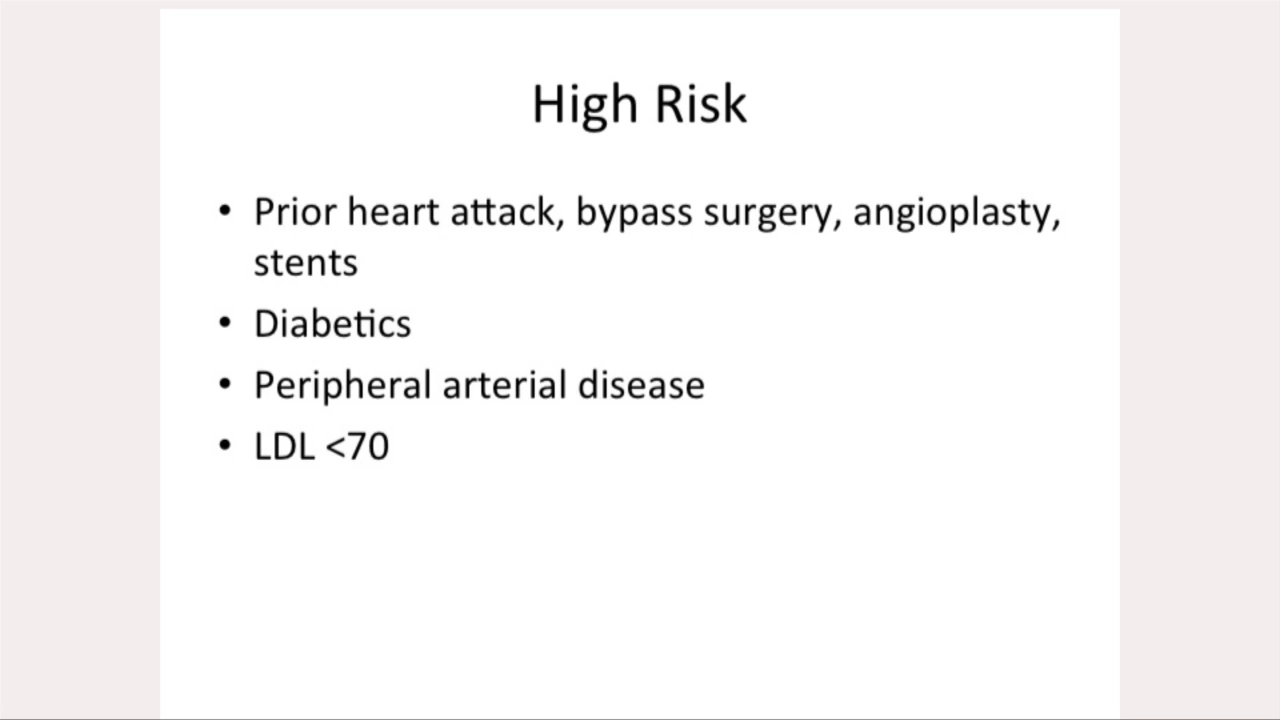 High Risk
• Prior heart attack, bypass surgery, angioplasty,
stents
• Diabetics
• Peripheral arterial disease
• LDL <70